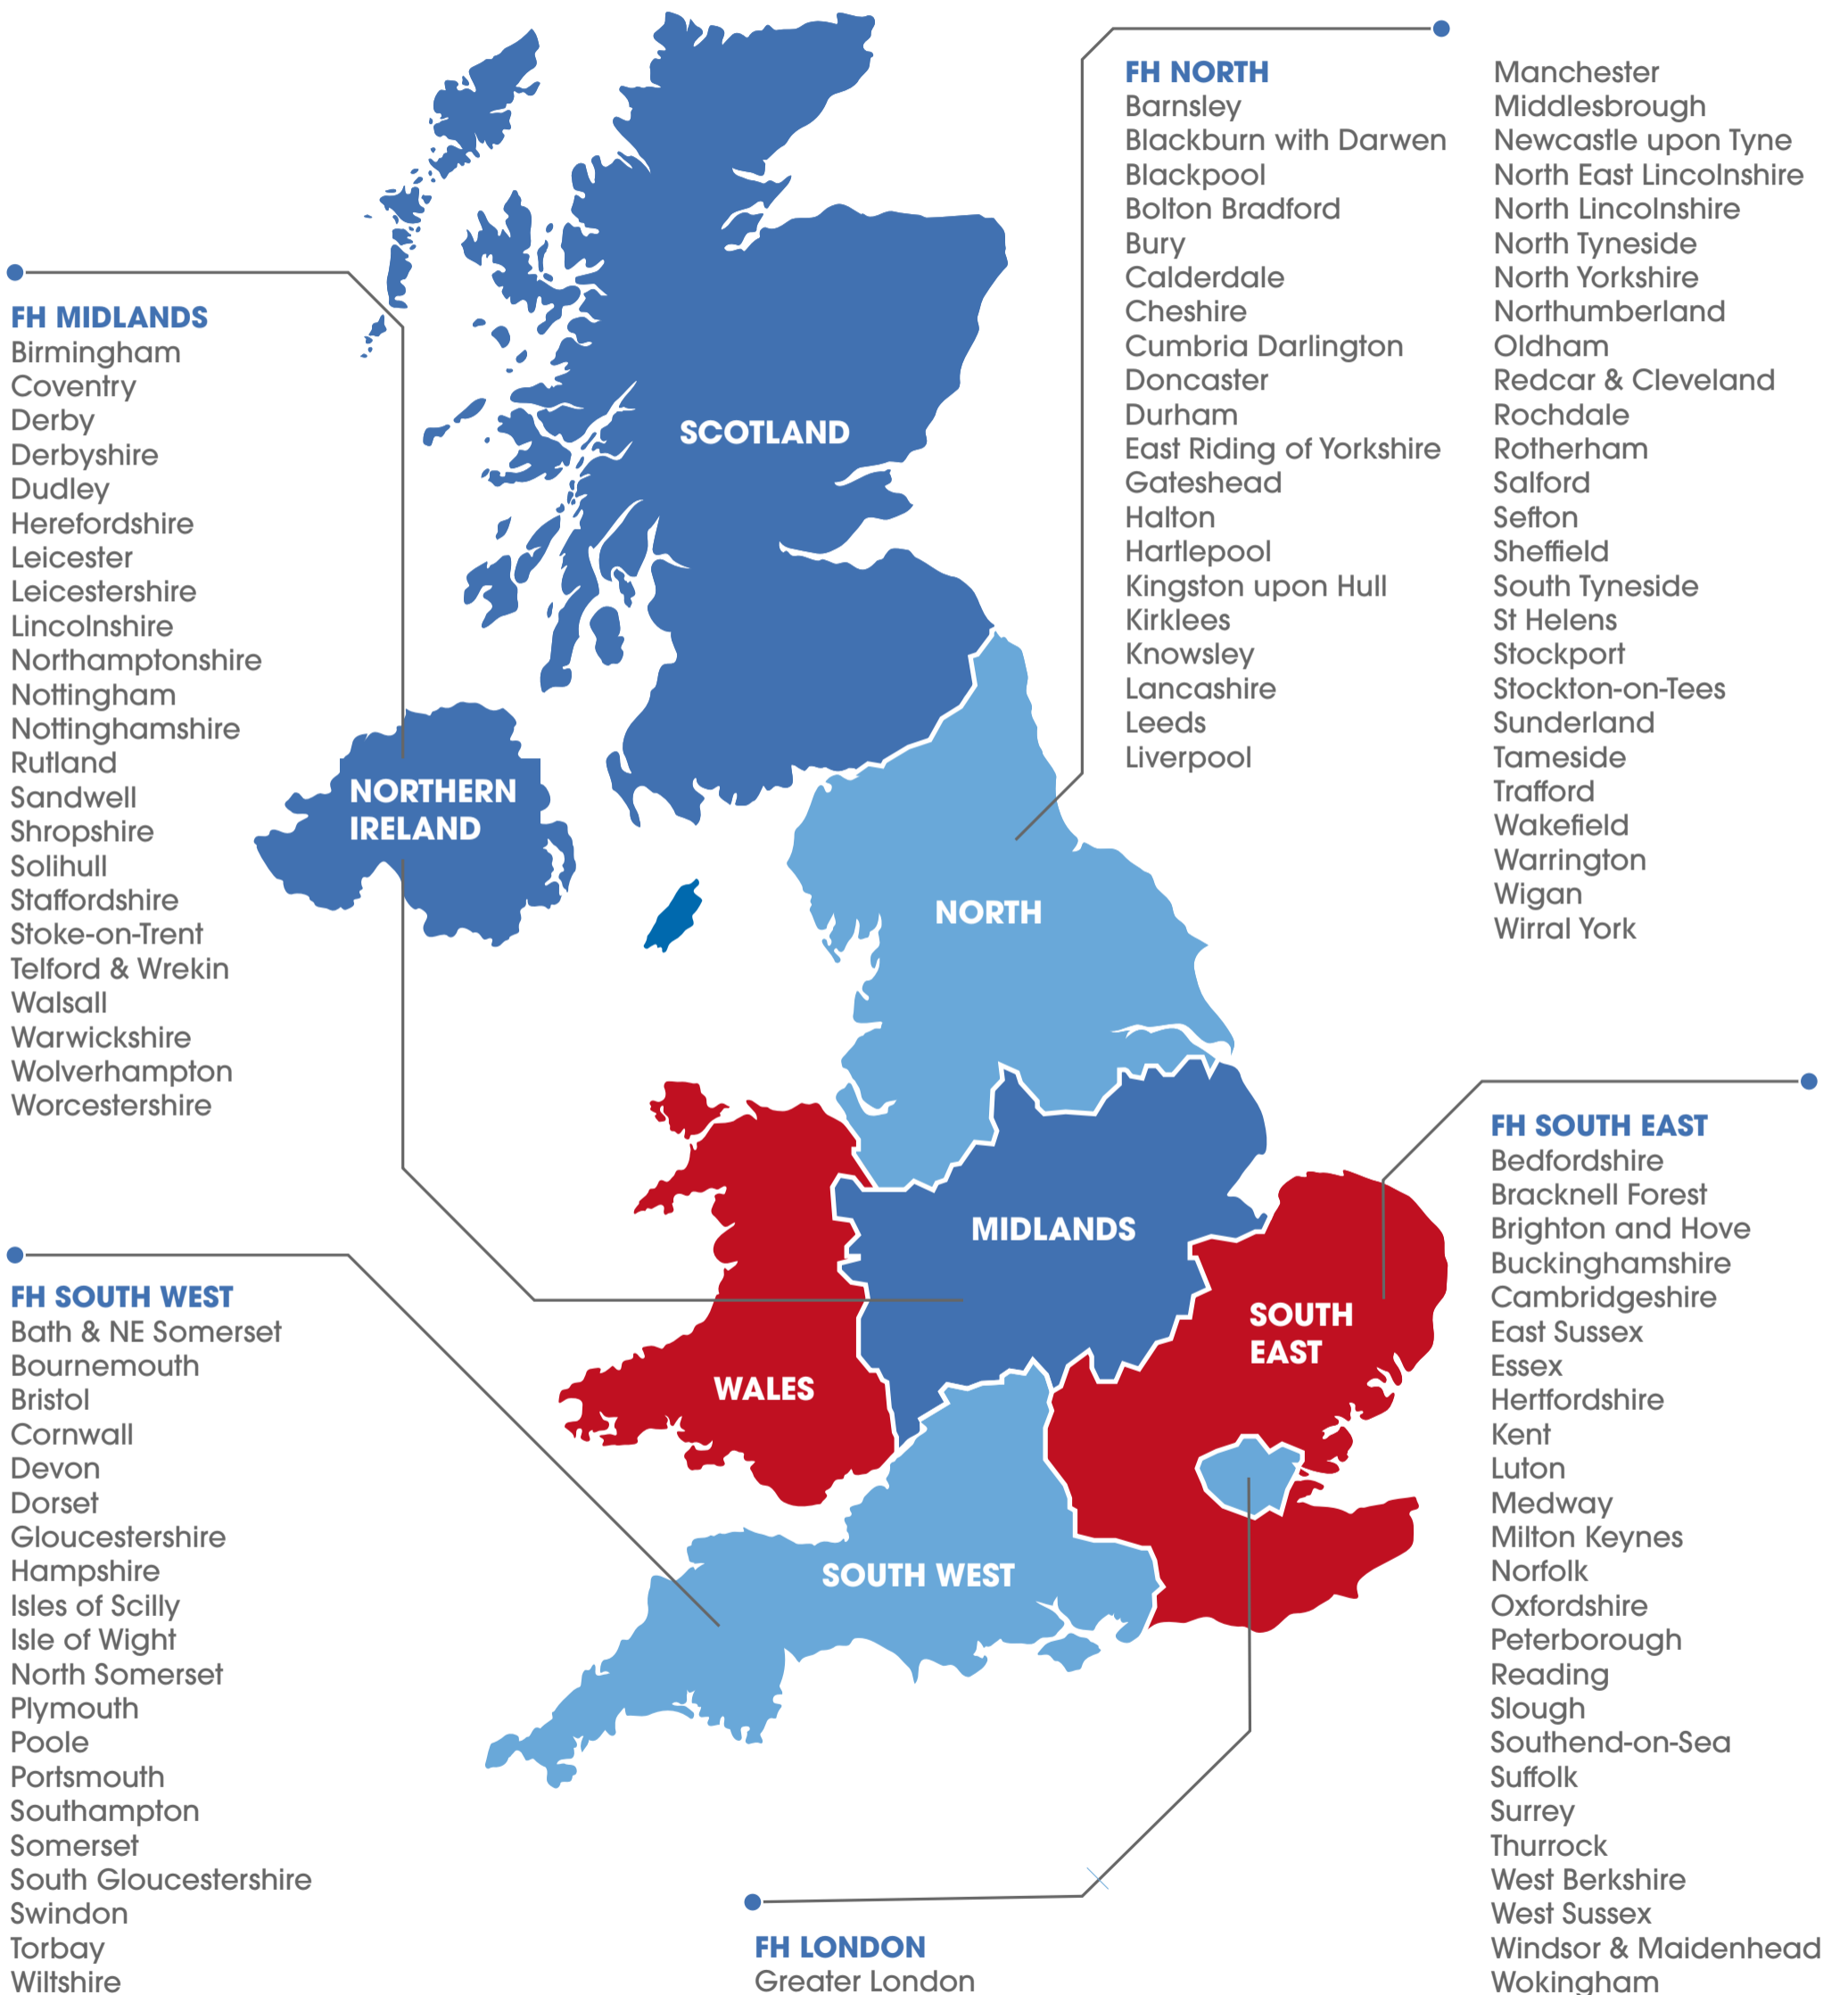 FH NORTH
Barnsley
Blackburn with Darwen
Blackpool
Bolton Bradford
Bury
Calderdale
Cheshire
Cumbria Darlington
Doncaster
Durham
East Riding of Yorkshire
Gateshead
Halton
Hartlepool
Kingston upon Hull
Kirklees
Knowsley
Lancashire
Leeds
Liverpool
Manchester
Middlesbrough
Newcastle upon Tyne
North East Lincolnshire
North Lincolnshire
North Tyneside
North Yorkshire
Northumberland
Oldham
Redcar & Cleveland
Rochdale
Rotherham
Salford
Sefton
Sheffield
South Tyneside
St Helens
Stockport
Stockton-on-Tees
Sunderland
Tameside
Trafford
Wakefield
Warrington
Wigan
Wirral York
FH MIDLANDS
Birmingham
Coventry
Derby
Derbyshire
Dudley
Herefordshire
Leicester
Leicestershire
Lincolnshire
Northamptonshire
Nottingham
Nottinghamshire
Rutland
Sandwell
Shropshire
Solihull
Staffordshire
Stoke-on-Trent
Telford & Wrekin
Walsall
Warwickshire
Wolverhampton
Worcestershire
SCOTLAND
NORTHERN
IRELAND
NORTH
MIDLANDS
SOUTH
EAST
WALES
SOUTH WEST
FH SOUTH WEST
Bath & NE Somerset
Bournemouth
Bristol
Cornwall
Devon
Dorset
Gloucestershire
Hampshire
Isles of Scilly
Isle of Wight
North Somerset
Plymouth
Poole
Portsmouth
Southampton
Somerset
South Gloucestershire
Swindon
Torbay
Wiltshire
FH SOUTH EAST
Bedfordshire
Bracknell Forest
Brighton and Hove
Buckinghamshire
Cambridgeshire
East Sussex
Essex
Hertfordshire
Kent
Luton
Medway
Milton Keynes
Norfolk
Oxfordshire
Peterborough
Reading
Slough
Southend-on-Sea
Suffolk
Surrey
Thurrock
West Berkshire
West Sussex
Windsor & Maidenhead
Wokingham
FH LONDON
Greater London